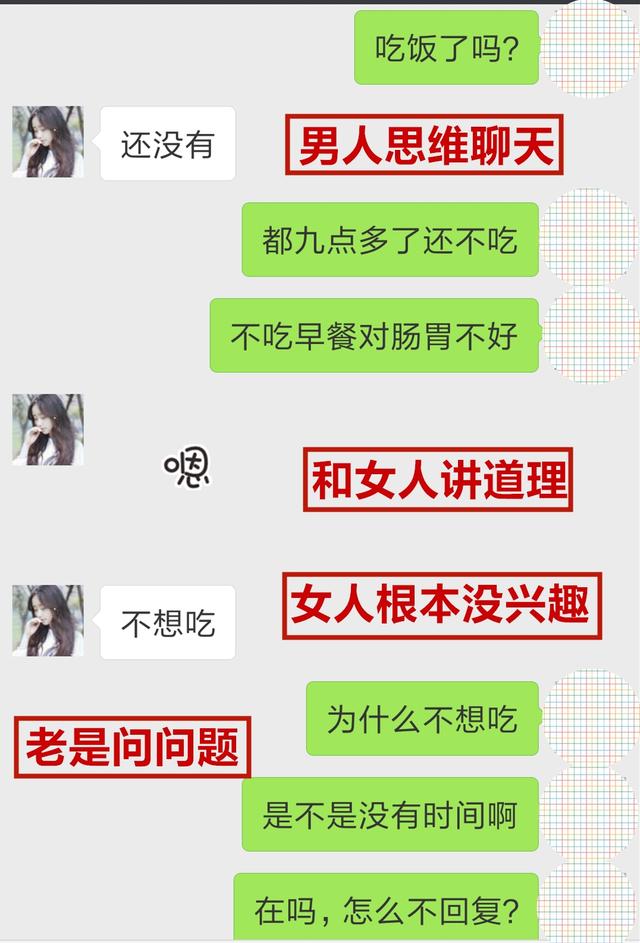 吃饭了吗?
还没有
男人思维聊天
都九点多了还不吃
不吃早餐对肠胃不好
嗯
和女人讲道理
女人根本没兴趣
不想吃
为什么不想吃
老是问问题
是不是没有时间啊
在吗,怎么不回复?